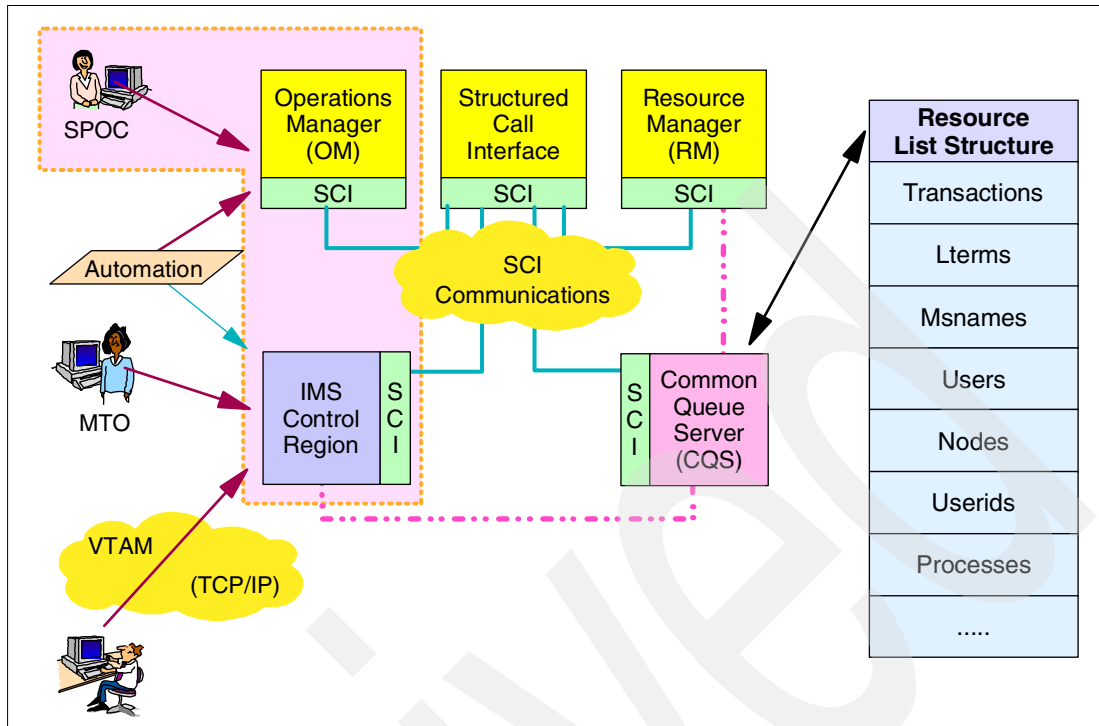 SPOC
Operations
Manager
(OM)
SCI
Structured
Call
Interface
SCI
Resource
Manager
(RM)
SCI
Resource
List Structure
Transactions
Lterms
Msnames
Users
Nodes
Userids
Processes
.....
Automation
SCI
Communications
MTO
IMS
Control
Region
S
C
I
S
C
I
Common
Queue
Server
(CQS)
VTAM
(TCP/IP)